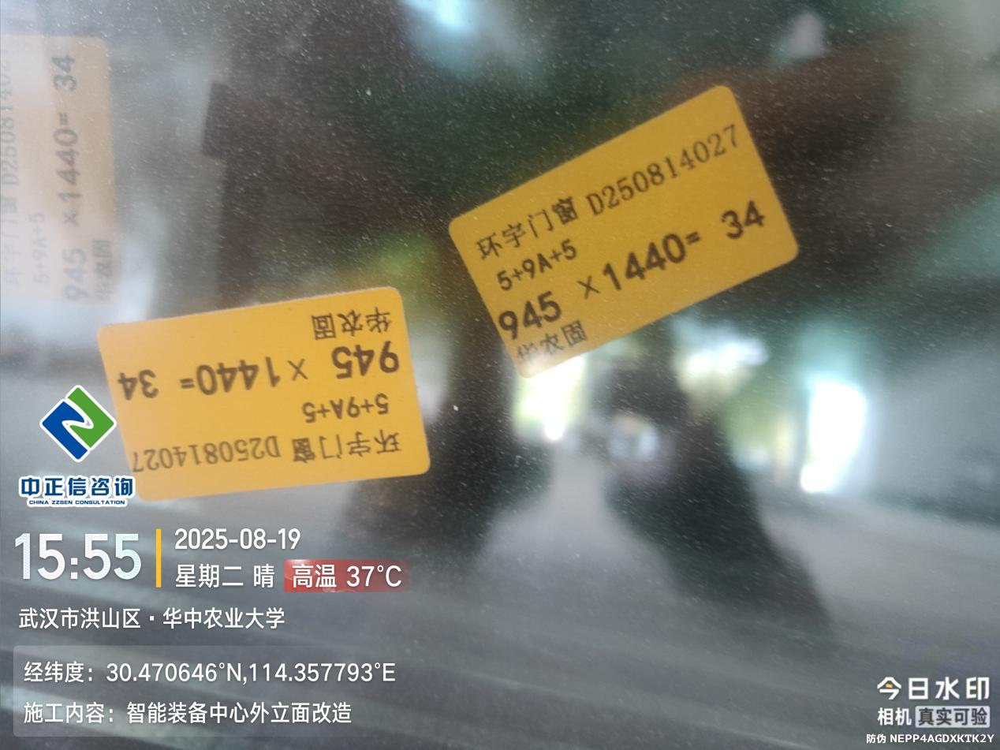 环宇门窗 D250814027
5+9A+5
945 ×1440= 34
华农固
环宇门窗 D250814027
5+9A+5
945 ×1440= 34
华农固
环宇门窗 D250814027
5+9A+5
945 ×1440= 34
华农固
中正信咨询
CHINA ZZSEN CONSULTATION
15:55
2025-08-19
星期二 晴 高温 37°C
武汉市洪山区·华中农业大学
经纬度：30.470646°N,114.357793°E
施工内容：智能装备中心外立面改造
今日水印
相机 真实可验
防伪 NEPP4AGDXKTK2Y